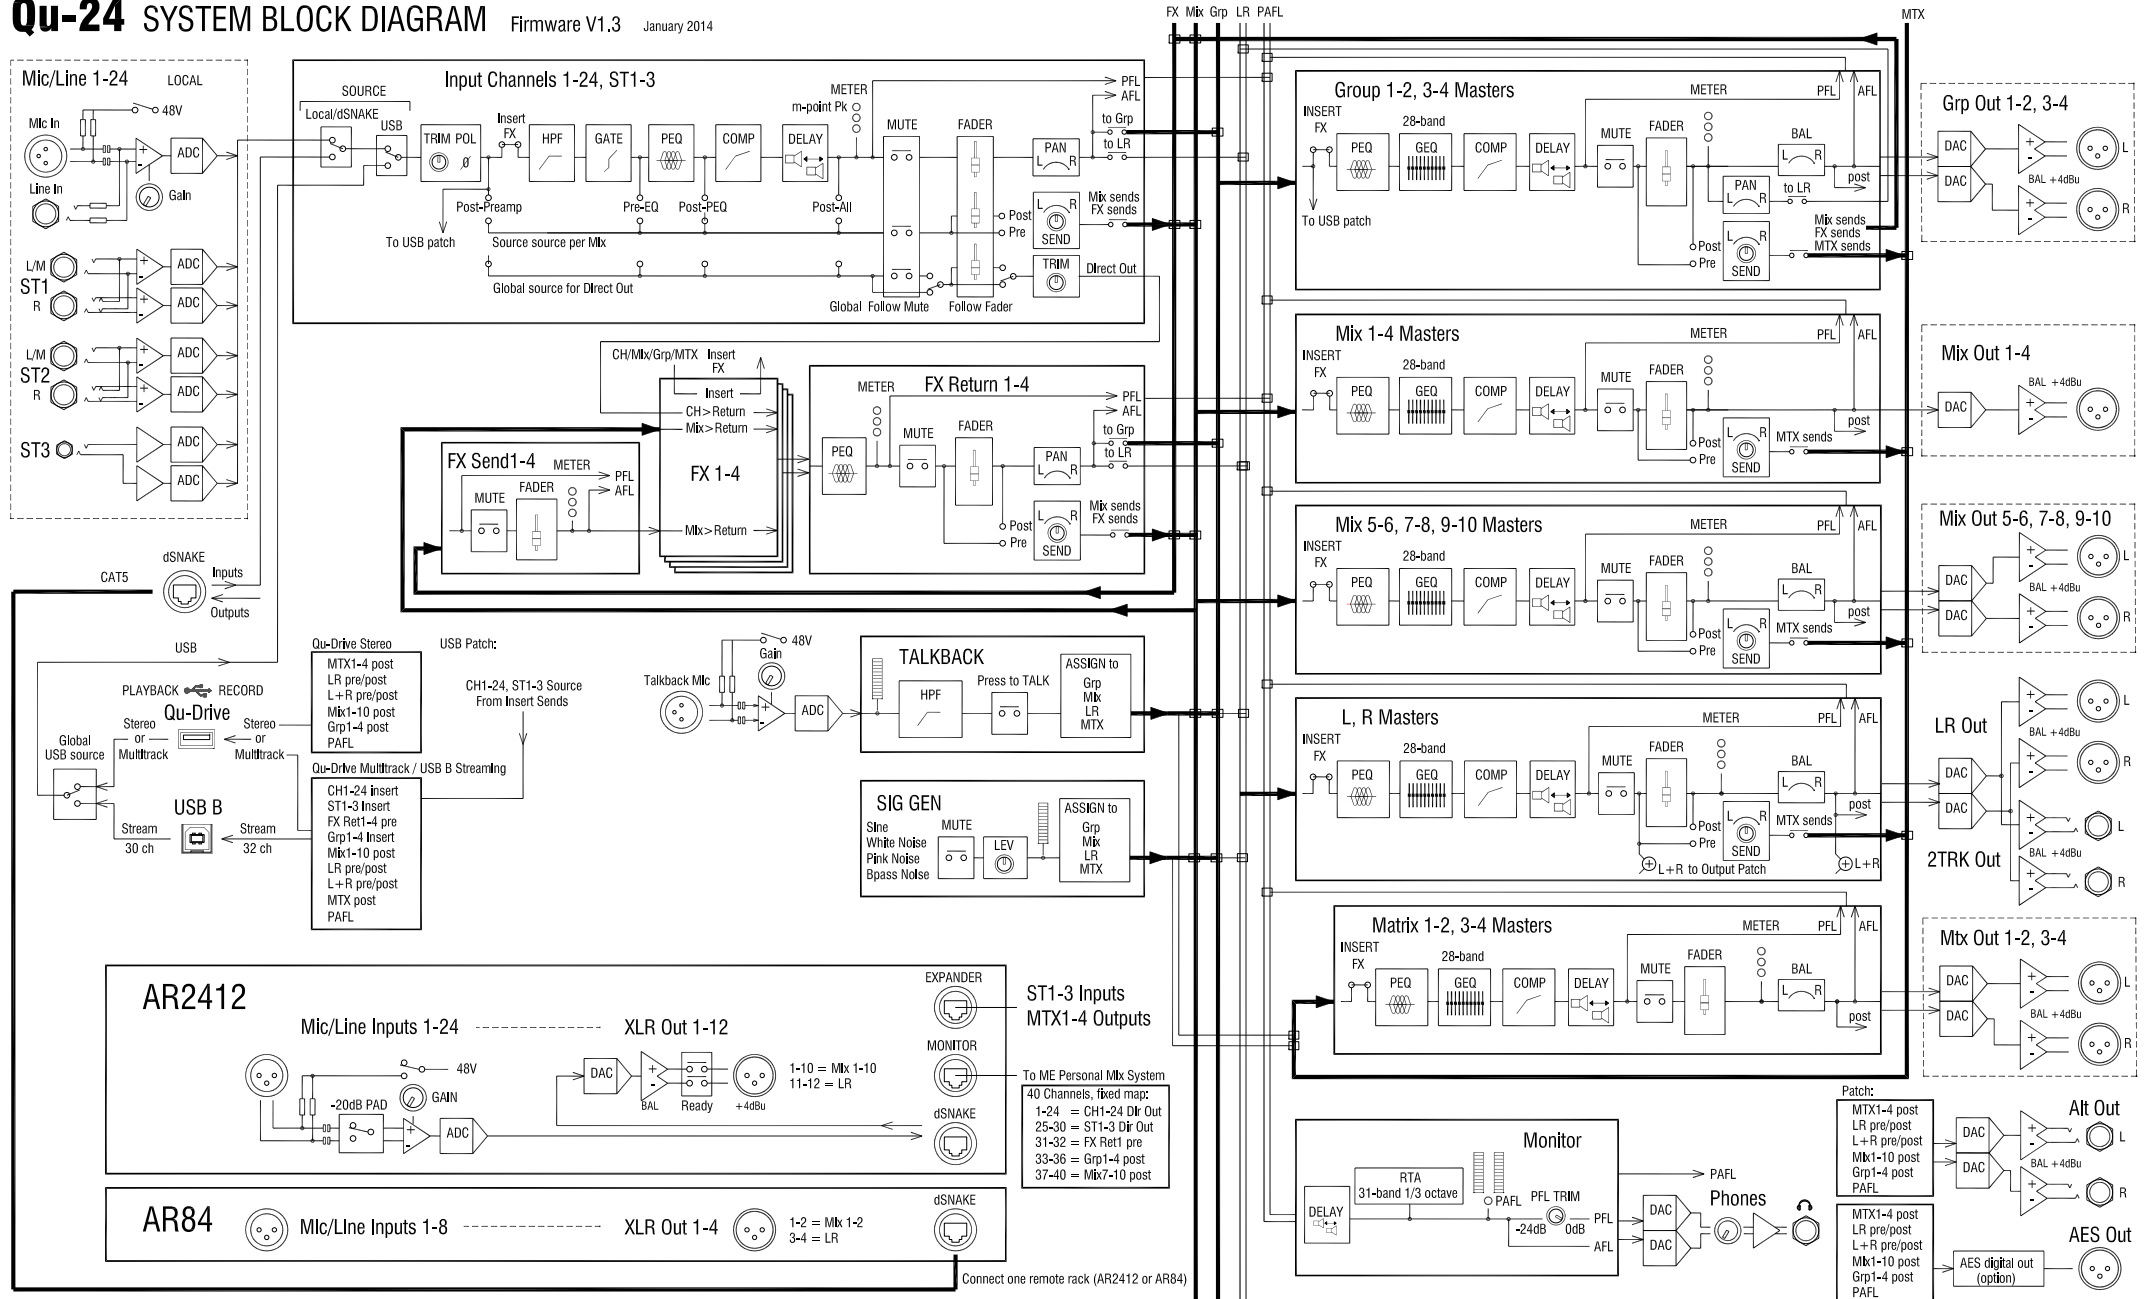 Qu-24 SYSTEM BLOCK DIAGRAM Firmware V1.3 January 2014
FX Mix Grp LR PAFL
MTX
Mic/Line 1-24 LOCAL
48V
Mic In
ADC
Line In
Gain
L/M
ST1
R
ADC
ADC
L/M
ST2
R
ADC
ADC
ST3
ADC
ADC
Input Channels 1-24, ST1-3
SOURCE
Local/dSNAKE
USB
TRIM POL
Insert
FX
HPF
GATE
PEQ
COMP
DELAY
METER
m-point Pk
MUTE
FADER
PFL
AFL
to Grp
to LR
PAN
L R
Post-Preamp
Pre-EQ
Post-PEQ
Post-All
To USB patch
Source source per Mix
Post
Pre
L R
SEND
Mix sends
FX sends
TRIM
Direct Out
Global source for Direct Out
Global Follow Mute
Follow Fader
CH/Mix/Grp/MTX Insert
FX
Insert
CH>Return
Mix>Return
FX 1-4
Mix>Return
FX Send1-4
METER
PFL
AFL
MUTE
FADER
FX Return 1-4
METER
PEQ
MUTE
FADER
PFL
AFL
to Grp
to LR
PAN
L R
Post
Pre
L R
SEND
Mix sends
FX sends
dSNAKE
CAT5
Inputs
Outputs
USB
PLAYBACK RECORD
Qu-Drive
Stereo
or
Multitrack
Stereo
or
Multitrack
Global
USB source
USB B
Stream
30 ch
Stream
32 ch
Qu-Drive Stereo
MTX1-4 post
LR pre/post
L+R pre/post
Mix1-10 post
Grp1-4 post
PAFL
USB Patch:
CH1-24, ST1-3 Source
From Insert Sends
Qu-Drive Multitrack / USB B Streaming
CH1-24 insert
ST1-3 Insert
FX Ret1-4 pre
Grp1-4 Insert
Mix1-10 post
LR pre/post
L+R pre/post
MTX post
PAFL
Talkback Mic
48V
Gain
ADC
TALKBACK
HPF
Press to TALK
ASSIGN to
Grp
Mix
LR
MTX
SIG GEN
Sine
White Noise
Pink Noise
Bpass Noise
MUTE
LEV
ASSIGN to
Grp
Mix
LR
MTX
AR2412
Mic/Line Inputs 1-24
XLR Out 1-12
48V
GAIN
-20dB PAD
ADC
DAC
BAL
Ready
+4dBu
1-10 = Mix 1-10
11-12 = LR
EXPANDER
ST1-3 Inputs
MTX1-4 Outputs
MONITOR
To ME Personal Mix System
40 Channels, fixed map:
1-24 = CH1-24 Dir Out
25-30 = ST1-3 Dir Out
31-32 = FX Ret1 pre
33-36 = Grp1-4 post
37-40 = Mix7-10 post
dSNAKE
AR84
Mic/Line Inputs 1-8
XLR Out 1-4
1-2 = Mix 1-2
3-4 = LR
dSNAKE
Connect one remote rack (AR2412 or AR84)
Group 1-2, 3-4 Masters
METER
PFL
AFL
INSERT
FX
28-band
PEQ
GEQ
COMP
DELAY
MUTE
FADER
BAL
L R
PAN
L R
to LR
post
To USB patch
Post
Pre
L R
SEND
Mix sends
FX sends
MTX sends
Grp Out 1-2, 3-4
DAC
DAC
L
BAL +4dBu
R
Mix 1-4 Masters
METER
PFL
AFL
INSERT
FX
28-band
PEQ
GEQ
COMP
DELAY
MUTE
FADER
post
Post
Pre
L R
SEND
MTX sends
Mix Out 1-4
DAC
BAL +4dBu
Mix 5-6, 7-8, 9-10 Masters
METER
PFL
AFL
INSERT
FX
28-band
PEQ
GEQ
COMP
DELAY
MUTE
FADER
BAL
L R
post
Post
Pre
L R
SEND
MTX sends
Mix Out 5-6, 7-8, 9-10
DAC
DAC
L
BAL +4dBu
R
L, R Masters
METER
PFL
AFL
INSERT
FX
28-band
PEQ
GEQ
COMP
DELAY
MUTE
FADER
BAL
L R
post
Post
Pre
L R
SEND
MTX sends
L+R to Output Patch
L+R
LR Out
DAC
DAC
L
BAL +4dBu
R
L
2TRK Out
BAL +4dBu
R
Matrix 1-2, 3-4 Masters
METER
PFL
AFL
INSERT
FX
28-band
PEQ
GEQ
COMP
DELAY
MUTE
FADER
BAL
L R
post
Mtx Out 1-2, 3-4
DAC
DAC
L
BAL +4dBu
R
Monitor
DELAY
RTA
31-band 1/3 octave
PAFL
PFL TRIM
-24dB 0dB
PAFL
PFL
AFL
DAC
DAC
Phones
Patch:
MTX1-4 post
LR pre/post
L+R pre/post
Mix1-10 post
Grp1-4 post
PAFL
DAC
DAC
Alt Out
L
BAL +4dBu
R
MTX1-4 post
LR pre/post
L+R pre/post
Mix1-10 post
Grp1-4 post
PAFL
AES digital out
(option)
AES Out